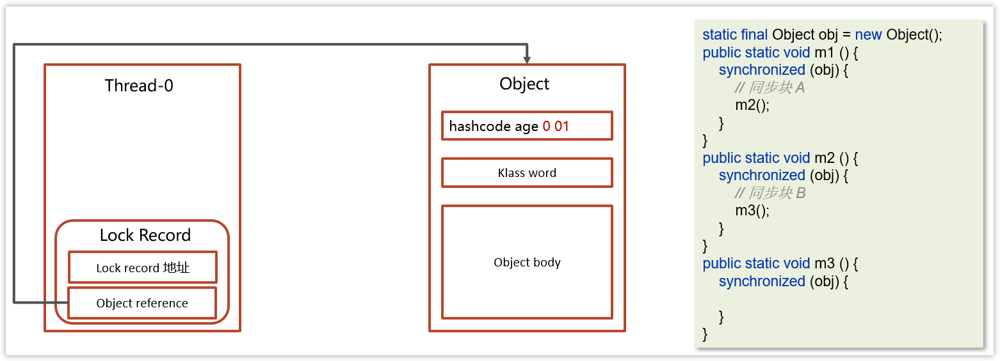 Thread-0
Lock Record
Lock record 地址
Object reference
Object
hashcode age 0 01
Klass word
Object body
static final Object obj = new Object();
public static void m1 () {
synchronized (obj) {
// 同步块 A
m2();
}
}
public static void m2 () {
synchronized (obj) {
// 同步块 B
m3();
}
}
public static void m3 () {
synchronized (obj) {
}
}